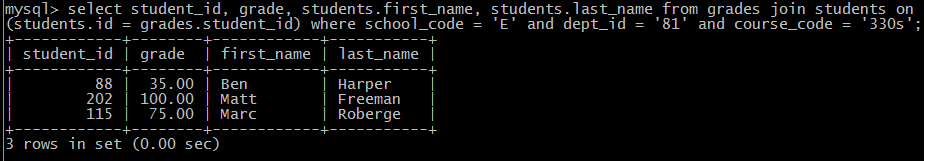 mysql> select student_id, grade, students.first_name, students.last_name from grades join students on
(students.id = grades.student_id) where school_code = 'E' and dept_id = '81' and course_code = '330s';
+------------+--------+------------+-----------+
| student_id | grade | first_name | last_name |
+------------+--------+------------+-----------+
| 88 | 35.00 | Ben | Harper |
| 202 | 100.00 | Matt | Freeman |
| 115 | 75.00 | Marc | Roberge |
+------------+--------+------------+-----------+
3 rows in set (0.00 sec)